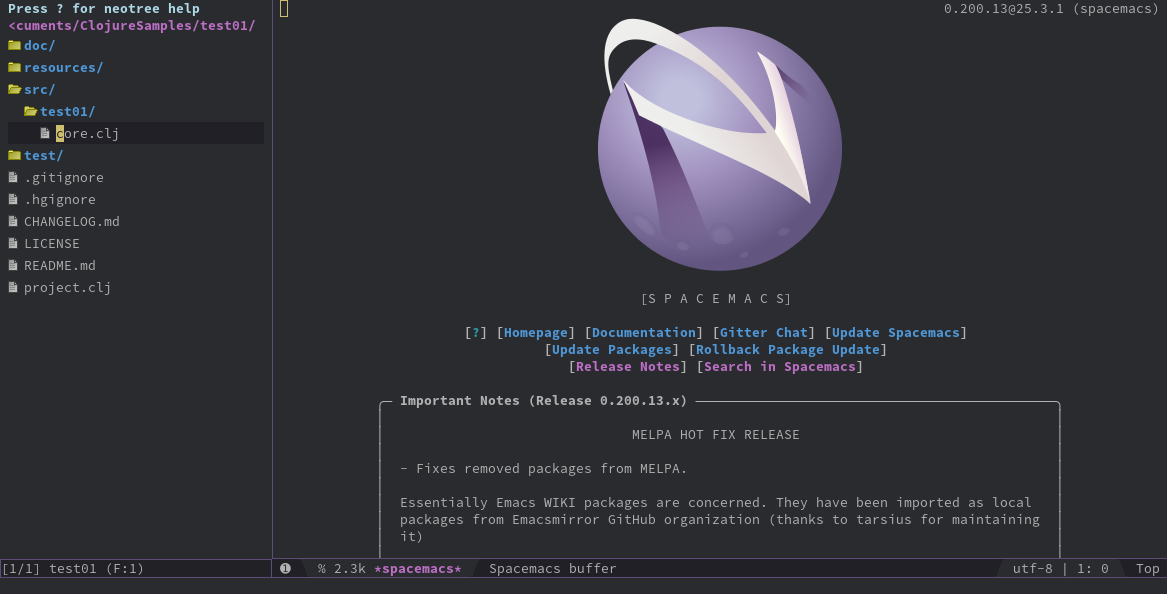 Press ? for neotree help
<cuments/ClojureSamples/test01/
doc/
resources/
src/
test01/
core.clj
test/
.gitignore
.hgignore
CHANGELOG.md
LICENSE
README.md
project.clj
[1/1] test01 (F:1)
0.200.13@25.3.1 (spacemacs)
[S P A C E M A C S]
[?] [Homepage] [Documentation] [Gitter Chat] [Update Spacemacs]
[Update Packages] [Rollback Package Update]
[Release Notes] [Search in Spacemacs]
Important Notes (Release 0.200.13.x)
MELPA HOT FIX RELEASE
- Fixes removed packages from MELPA.
Essentially Emacs WIKI packages are concerned. They have been imported as local
packages from Emacsmirror GitHub organization (thanks to tarsius for maintaining
it)
❶ % 2.3k *spacemacs* Spacemacs buffer utf-8 | 1: 0 Top